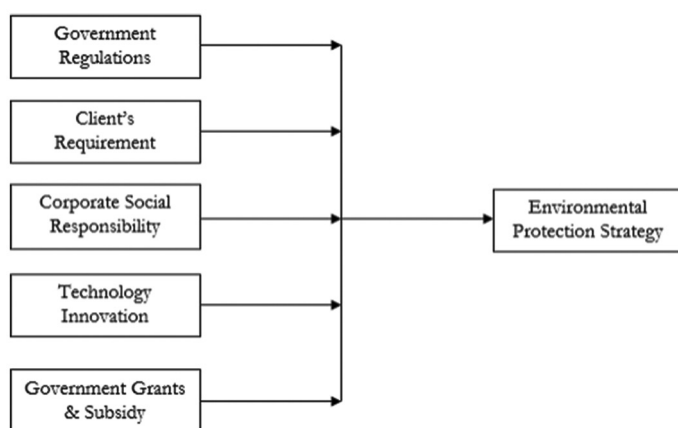 Government
Regulations
Client's
Requirement
Corporate Social
Responsibility
Environmental
Protection Strategy
Technology
Innovation
Government Grants
& Subsidy